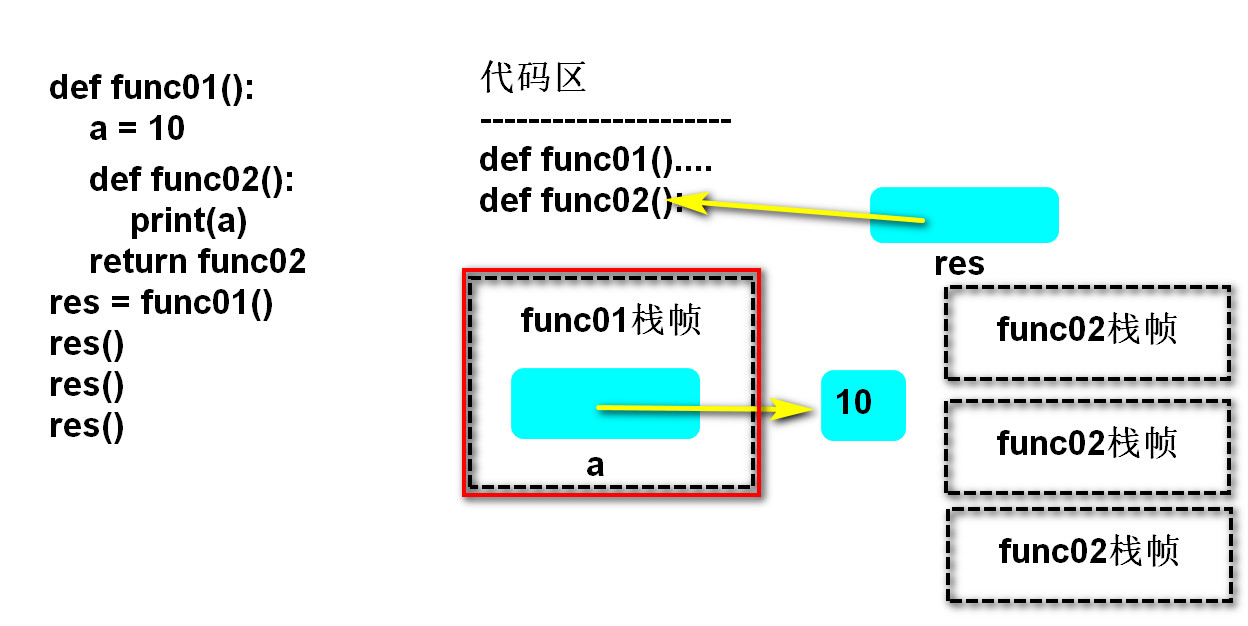 def func01():
    a = 10
    def func02():
        print(a)
    return func02
res = func01()
res()
res()
res()
代码区
---------------------
def func01()....
def func02():
res
func01栈帧
a
10
func02栈帧
func02栈帧
func02栈帧